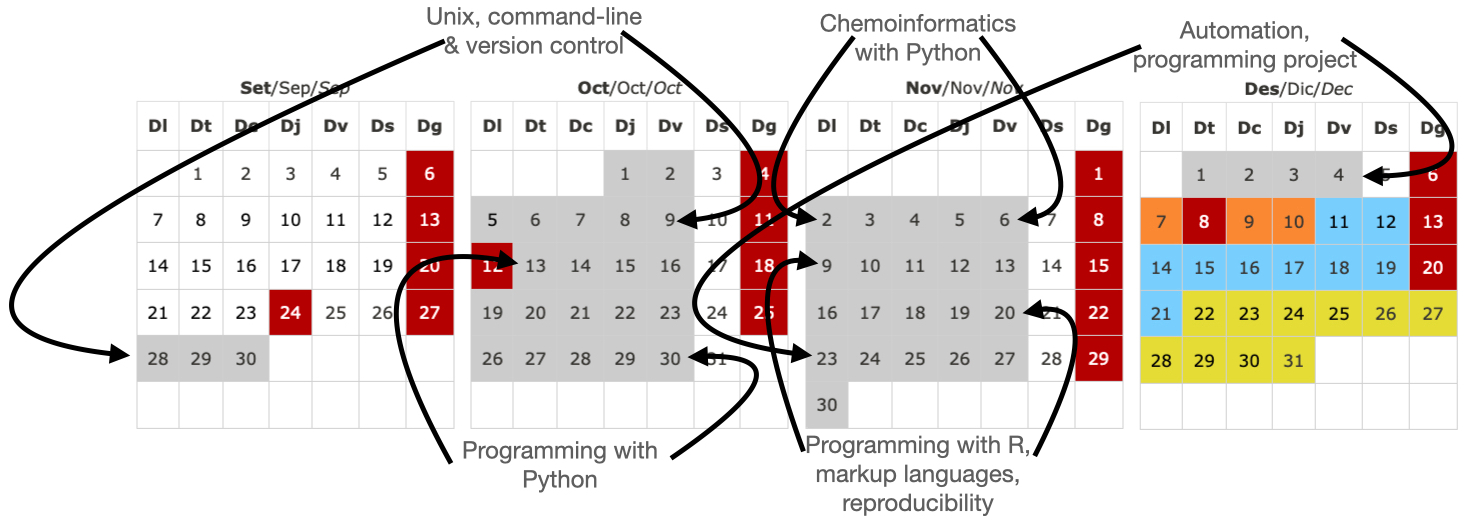 Unix, command-line
& version control
Chemoinformatics
with Python
Automation,
programming project
Set/Sep/Sep
Dl Dt Dc Dj Dv Ds Dg
1 2 3 4 5 6
7 8 9 10 11 12 13
14 15 16 17 18 19 20
21 22 23 24 25 26 27
28 29 30
Oct/Oct/Oct
Dl Dt Dc Dj Dv Ds Dg
1 2 3 4
5 6 7 8 9 10 11
12 13 14 15 16 17 18
19 20 21 22 23 24 25
26 27 28 29 30 31
Nov/Nov/Nov
Dl Dt Dc Dj Dv Ds Dg
1
2 3 4 5 6 7 8
9 10 11 12 13 14 15
16 17 18 19 20 21 22
23 24 25 26 27 28 29
30
Des/Dic/Dec
Dl Dt Dc Dj Dv Ds Dg
1 2 3 4 5 6
7 8 9 10 11 12 13
14 15 16 17 18 19 20
21 22 23 24 25 26 27
28 29 30 31
Programming with
Python
Programming with R,
markup languages,
reproducibility